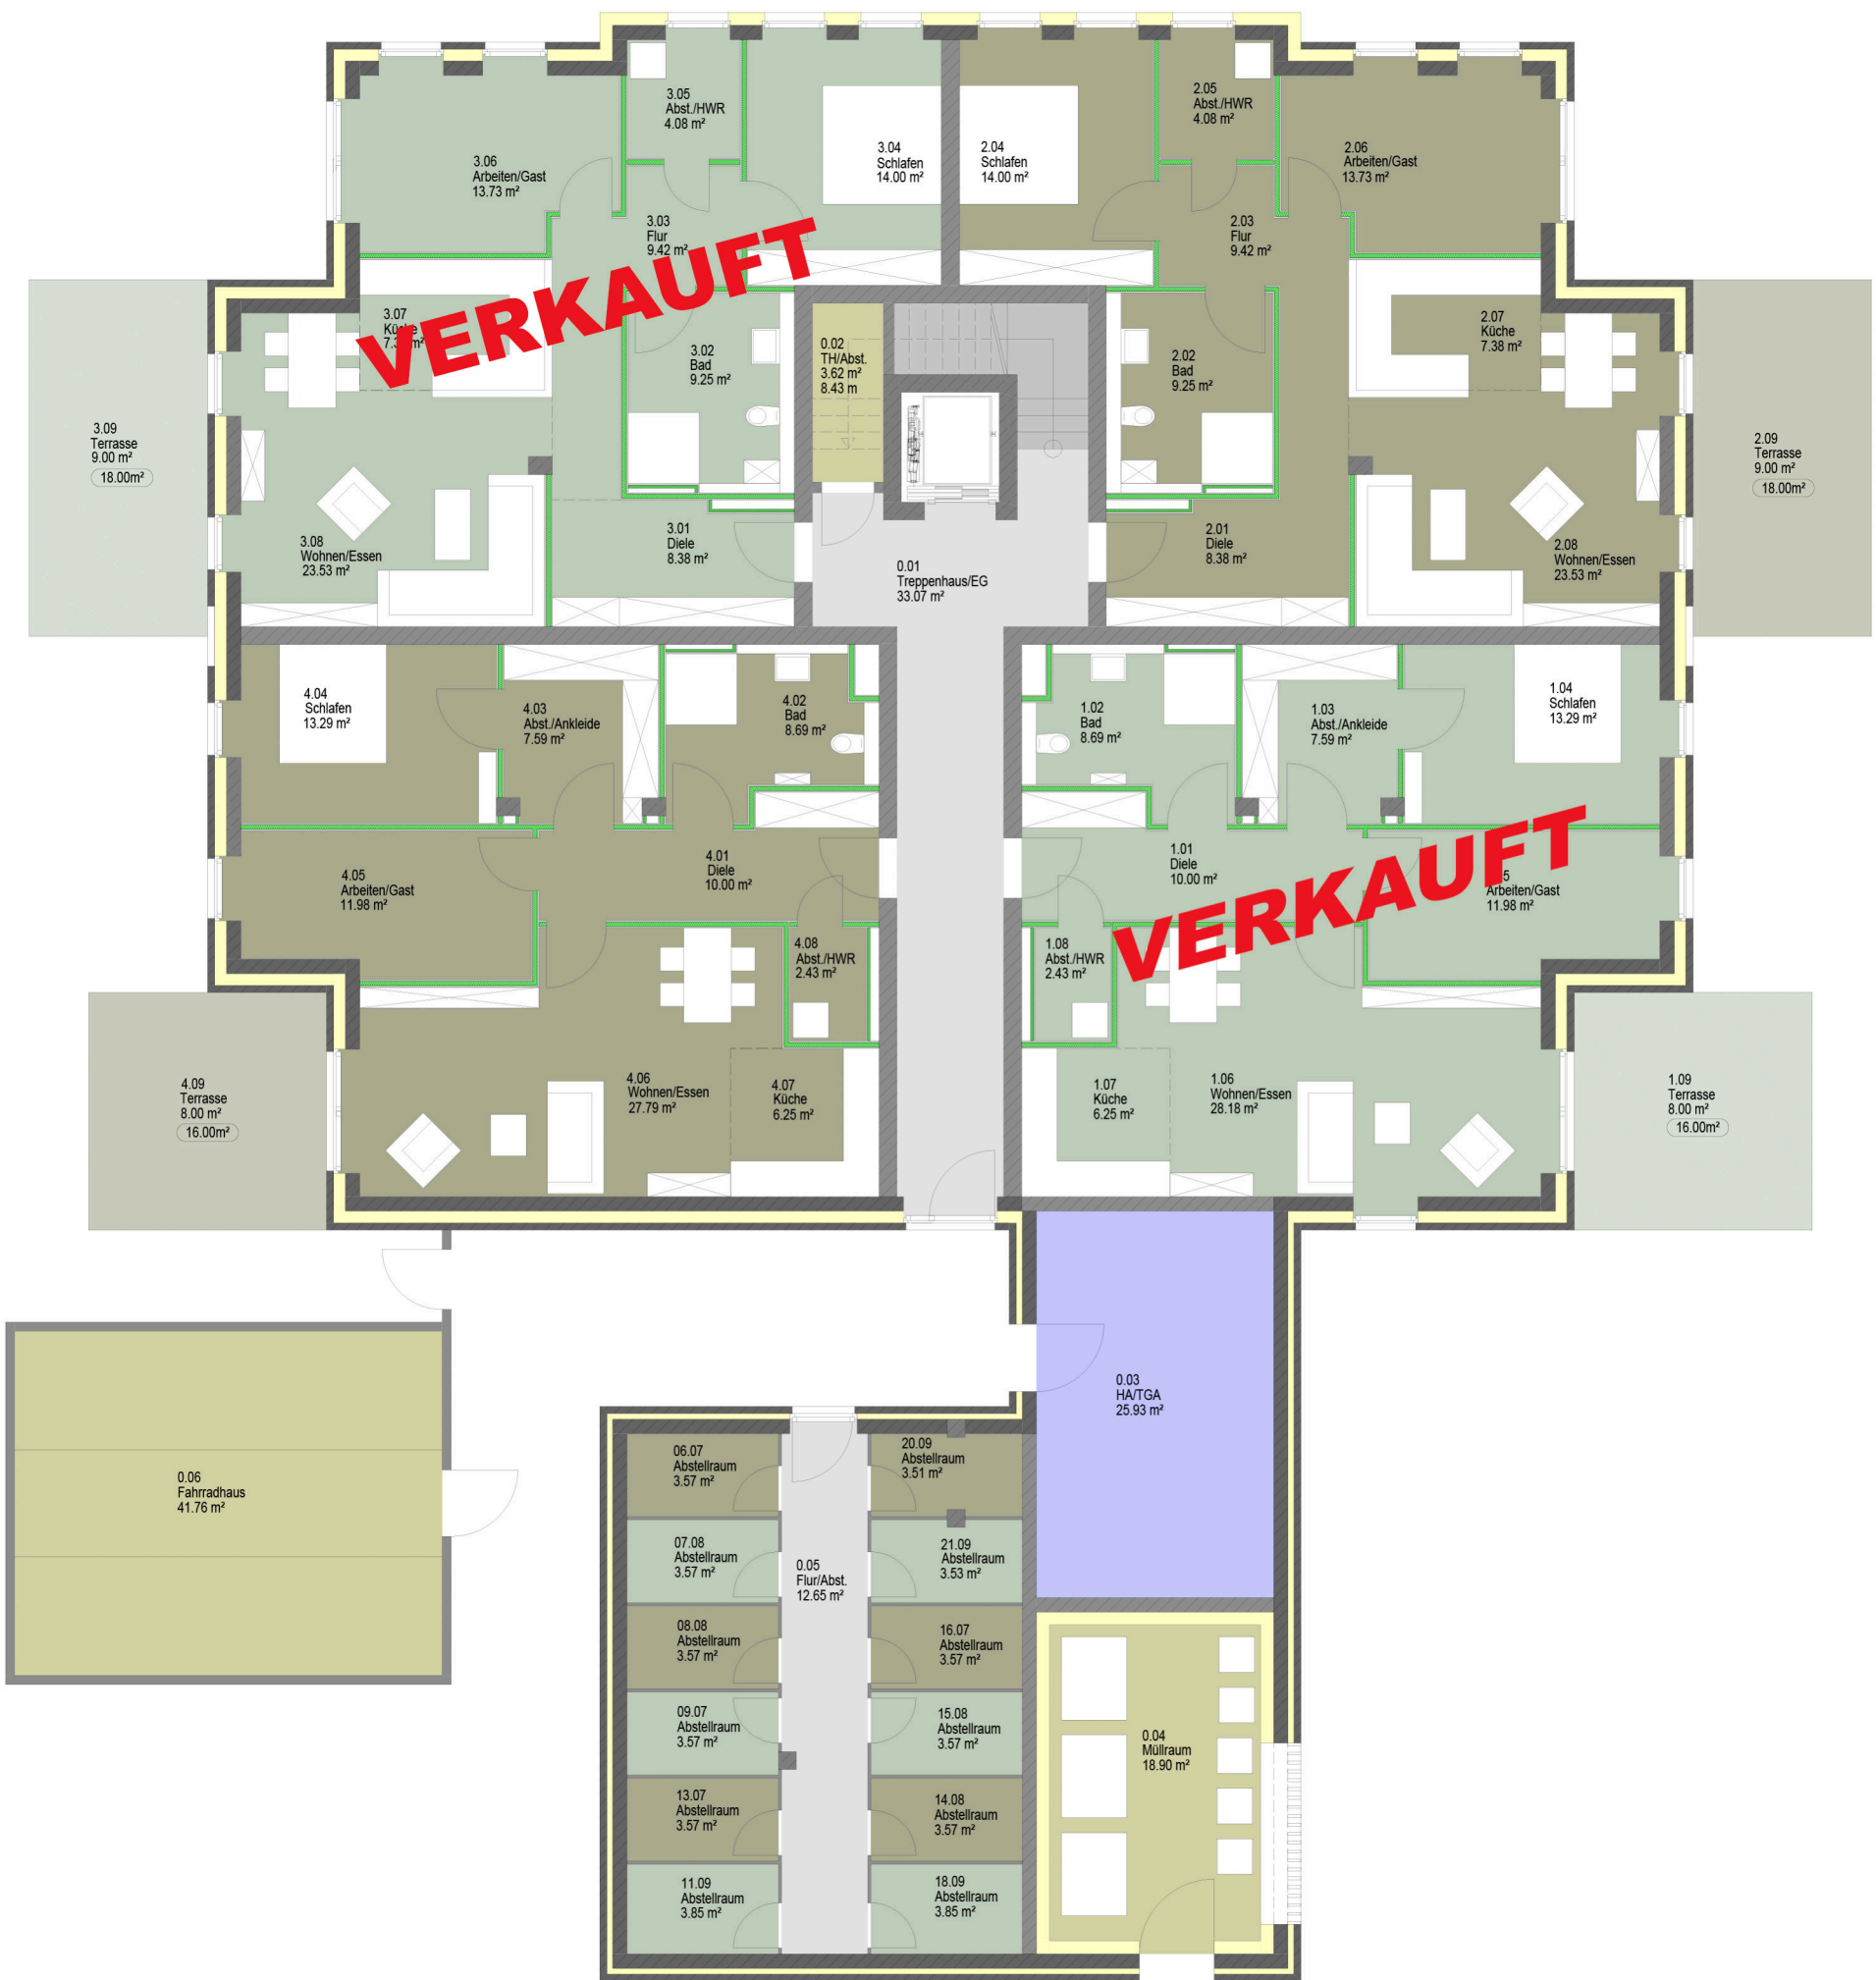 3.05
Abst./HWR
4.08 m²
2.05
Abst./HWR
4.08 m²
3.06
Arbeiten/Gast
13.73 m²
3.04
Schlafen
14.00 m²
2.04
Schlafen
14.00 m²
2.06
Arbeiten/Gast
13.73 m²
3.03
Flur
9.42 m²
2.03
Flur
9.42 m²
VERKAUFT
3.07
7.3
3.02
Bad
9.25 m²
0.02
TH/Abst.
3.62 m²
8.43 m
2.02
Bad
9.25 m²
2.07
Küche
7.38 m²
3.09
Terrasse
9.00 m²
18.00m²
2.09
Terrasse
9.00 m²
18.00m²
3.08
Wohnen/Essen
23.53 m²
3.01
Diele
8.38 m²
0.01
Treppenhaus/EG
33.07 m²
2.01
Diele
8.38 m²
2.08
Wohnen/Essen
23.53 m²
4.04
Schlafen
13.29 m²
4.03
Abst./Ankleide
7.59 m²
4.02
Bad
8.69 m²
1.02
Bad
8.69 m²
1.03
Abst./Ankleide
7.59 m²
1.04
Schlafen
13.29 m²
4.05
Arbeiten/Gast
11.98 m²
4.01
Diele
10.00 m²
1.01
Diele
10.00 m²
VERKAUFT
5
Arbeiten/Gast
11.98 m²
4.08
Abst./HWR
2.43 m²
1.08
Abst./HWR
2.43 m²
4.09
Terrasse
8.00 m²
16.00m²
4.06
Wohnen/Essen
27.79 m²
4.07
Küche
6.25 m²
1.07
Küche
6.25 m²
1.06
Wohnen/Essen
28.18 m²
1.09
Terrasse
8.00 m²
16.00m²
0.03
HA/TGA
25.93 m²
0.06
Fahrradhaus
41.76 m²
06.07
Abstellraum
3.57 m²
20.09
Abstellraum
3.51 m²
07.08
Abstellraum
3.57 m²
0.05
Flur/Abst.
12.65 m²
21.09
Abstellraum
3.53 m²
08.08
Abstellraum
3.57 m²
16.07
Abstellraum
3.57 m²
09.07
Abstellraum
3.57 m²
15.08
Abstellraum
3.57 m²
0.04
Müllraum
18.90 m²
13.07
Abstellraum
3.57 m²
14.08
Abstellraum
3.57 m²
11.09
Abstellraum
3.85 m²
18.09
Abstellraum
3.85 m²